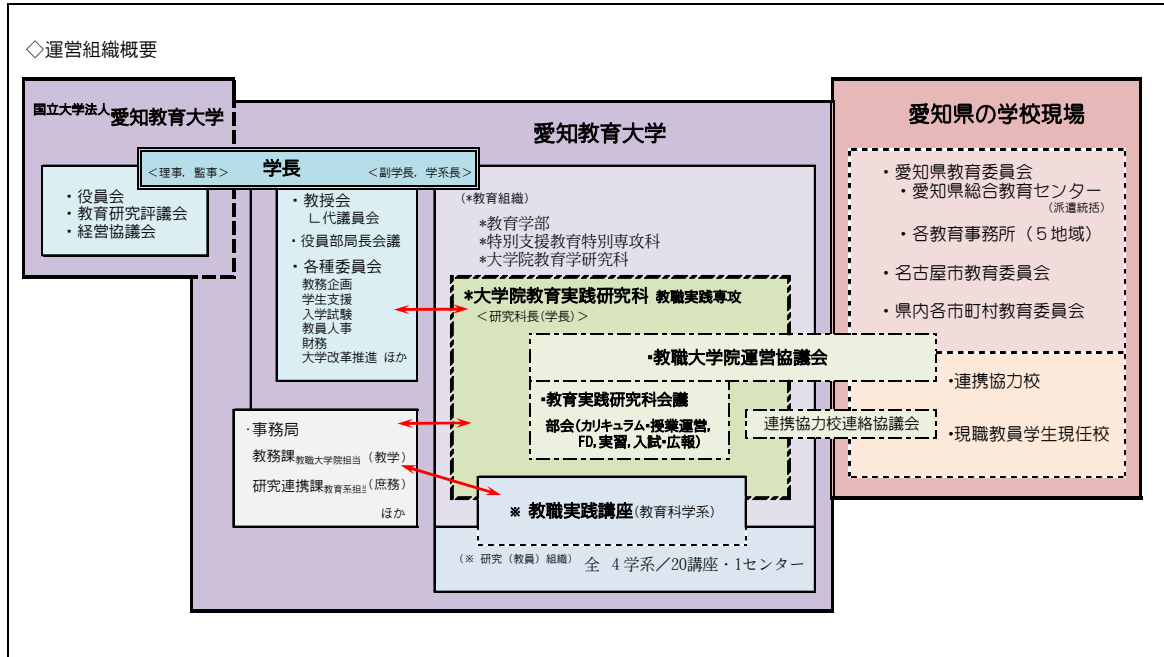 ◇運営組織概要
国立大学法人 愛知教育大学
・役員会
・教育研究評議会
・経営協議会
愛知教育大学
＜理事，監事＞ 学長 ＜副学長，学系長＞
・教授会
∟代議員会
・役員部局長会議
・各種委員会
教務企画
学生支援
入学試験
教員人事
財務
大学改革推進 ほか
・事務局
教務課教職大学院担当（教学）
研究連携課教育系担当（庶務）
ほか
（*教育組織）
*教育学部
*特別支援教育特別専攻科
*大学院教育学研究科
*大学院教育実践研究科 教職実践専攻
＜研究科長(学長)＞
・教職大学院運営協議会
・教育実践研究科会議
部会(カリキュラム・授業運営,
FD,実習,入試・広報)
連携協力校連絡協議会
※ 教職実践講座(教育科学系)
（※ 研究（教員）組織） 全 4学系／20講座・1センター
愛知県の学校現場
・愛知県教育委員会
・愛知県総合教育センター
(派遣統括)
・各教育事務所（５地域）
・名古屋市教育委員会
・県内各市町村教育委員会
・連携協力校
・現職教員学生現任校